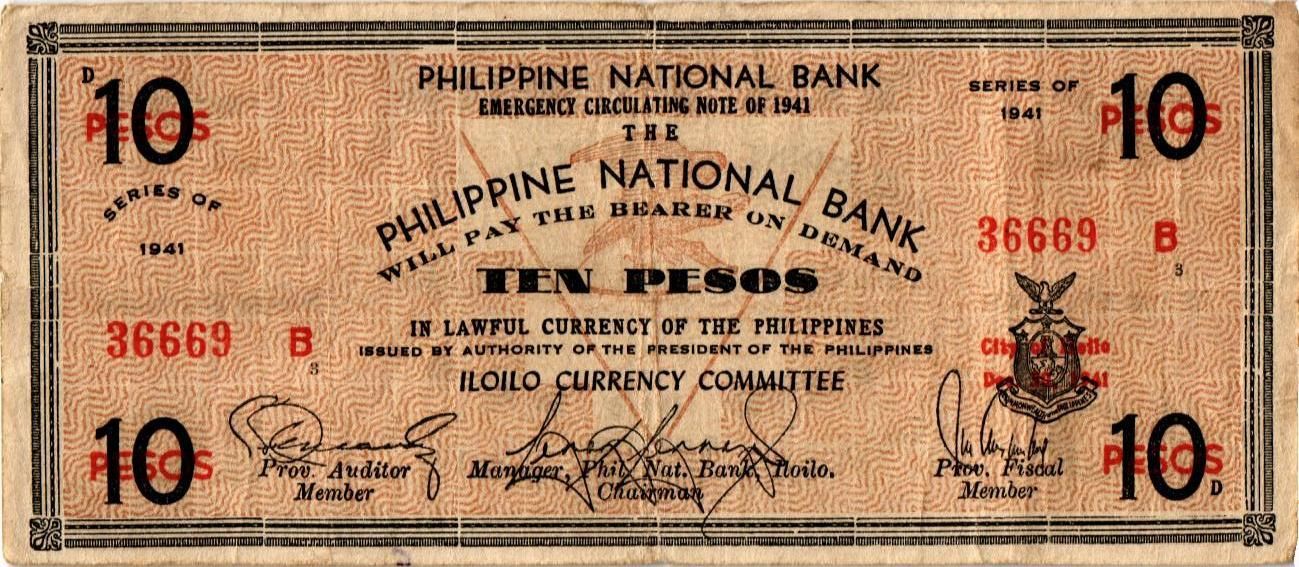 D
10
PESOS
PHILIPPINE NATIONAL BANK
EMERGENCY CIRCULATING NOTE OF 1941
THE
PHILIPPINE NATIONAL BANK
WILL PAY THE BEARER ON DEMAND
TEN PESOS
IN LAWFUL CURRENCY OF THE PHILIPPINES
ISSUED BY AUTHORITY OF THE PRESIDENT OF THE PHILIPPINES
ILOILO CURRENCY COMMITTEE
SERIES OF
1941
10
PESOS
SERIES OF
1941
36669 B
3
36669 B
3
City
1941
10
PESOS
Prov. Auditor
Member
Manager, Phil. Nat. Bank, Iloilo.
Chairman
Prov. Fiscal
Member
10
PESOS
D